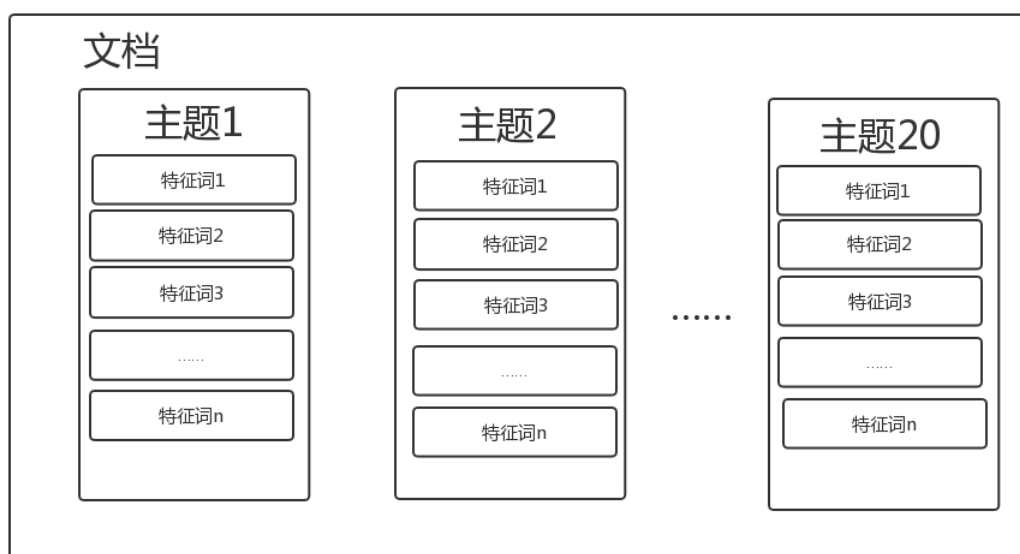 文档
主题1
特征词1
特征词2
特征词3
......
特征词n
主题2
特征词1
特征词2
特征词3
......
特征词n
......
主题20
特征词1
特征词2
特征词3
......
特征词n